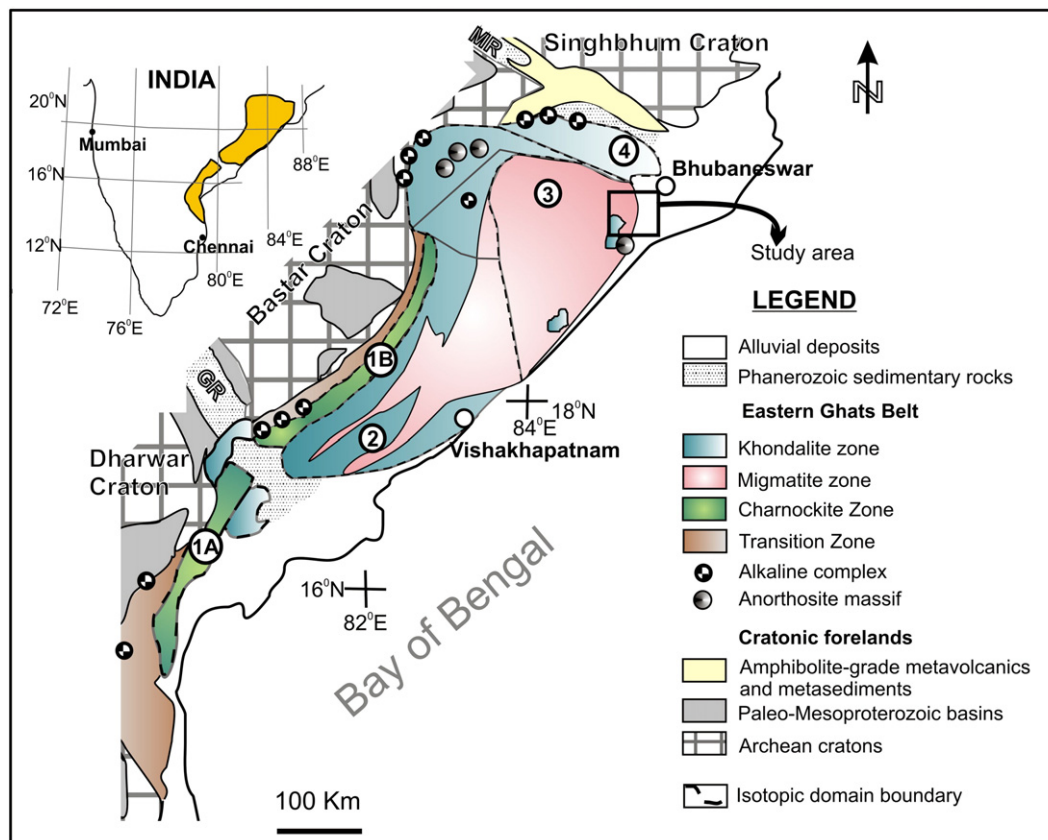 INDIA
20⁰N
Mumbai
16⁰N
88⁰E
Chennai
84⁰E
12⁰N
80⁰E
72⁰E
76⁰E
MR
Singhbhum Craton
N
4
Bhubaneswar
3
Study area
Bastar Craton
1B
GR
18⁰N
84⁰E
2
Vishakhapatnam
Dharwar
Craton
1A
16⁰N
82⁰E
Bay of Bengal
100 Km
LEGEND
Alluvial deposits
Phanerozoic sedimentary rocks
Eastern Ghats Belt
Khondalite zone
Migmatite zone
Charnockite Zone
Transition Zone
Alkaline complex
Anorthosite massif
Cratonic forelands
Amphibolite-grade metavolcanics
and metasediments
Paleo-Mesoproterozoic basins
Archean cratons
Isotopic domain boundary